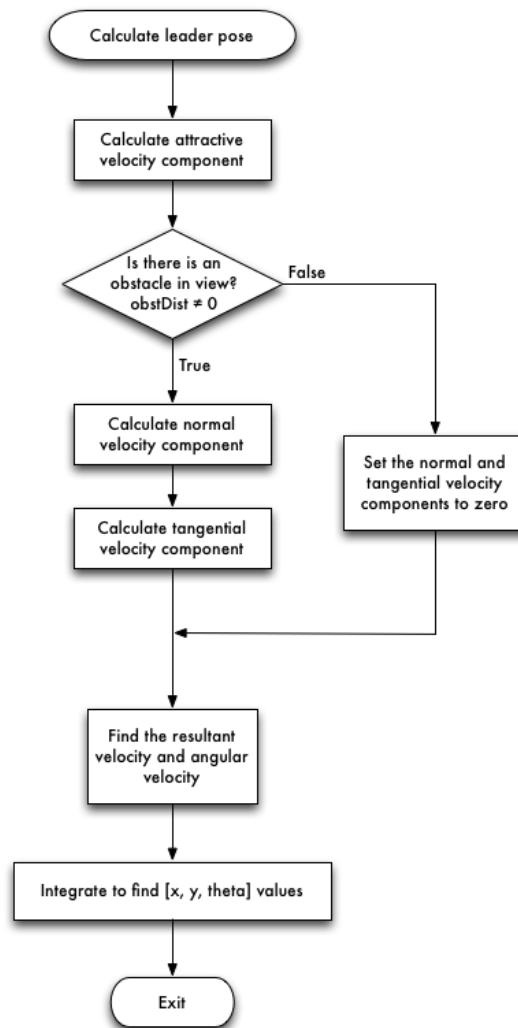 Calculate leader pose
Calculate attractive
velocity component
Is there is an
obstacle in view?
obstDist ≠ 0
False
True
Calculate normal
velocity component
Set the normal and
tangential velocity
components to zero
Calculate tangential
velocity component
Find the resultant
velocity and angular
velocity
Integrate to find [x, y, theta] values
Exit